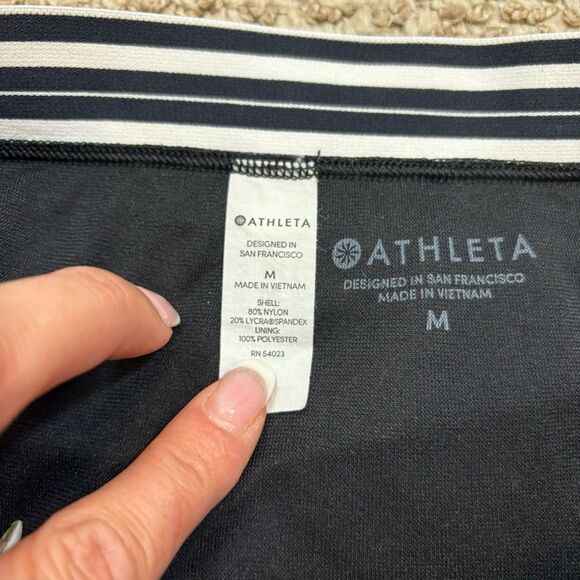 ATHLETA
DESIGNED IN
SAN FRANCISCO
M
MADE IN VIETNAM
SHELL:
80% NYLON
20% LYCRA®SPANDEX
LINING:
100% POLYESTER
RN 54023
ATHLETA
DESIGNED IN SAN FRANCISCO
MADE IN VIETNAM
M